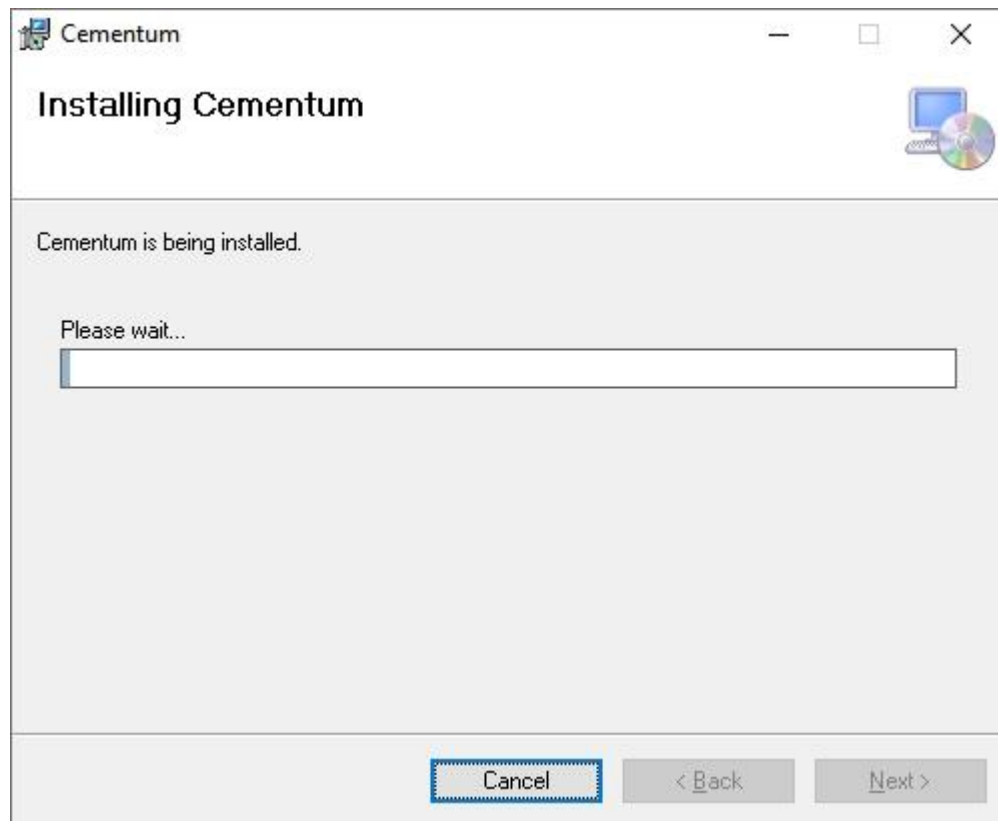 Cementum
Installing Cementum
Cementum is being installed.
Please wait...
Cancel
< Back
Next >